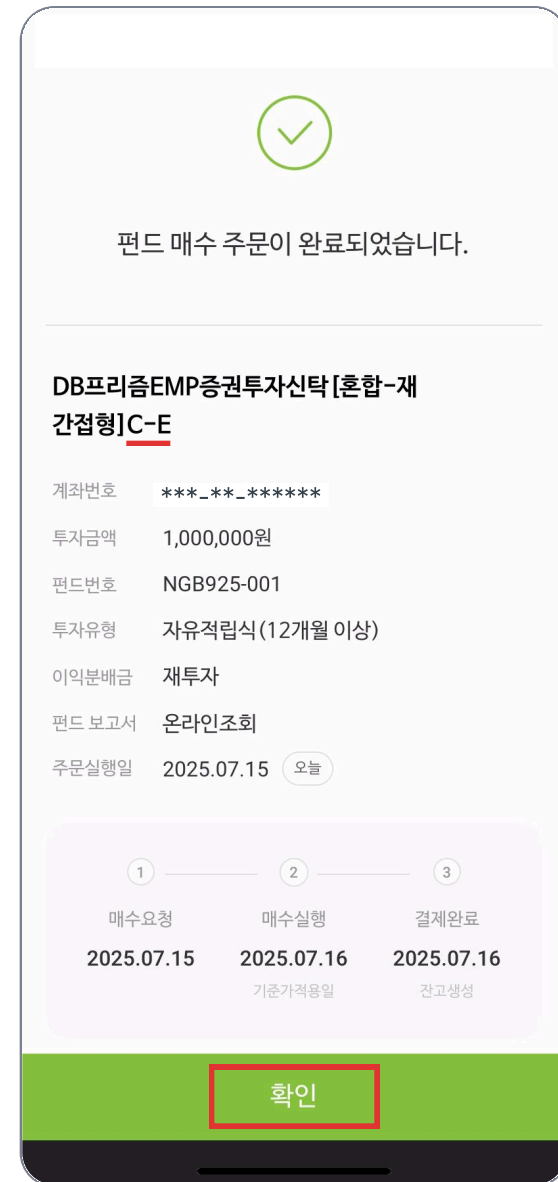 펀드 매수 주문이 완료되었습니다.
DB프리즘EMP증권투자신탁[혼합-재
간접형]C-E
계좌번호 ***-**-******
투자금액 1,000,000원
펀드번호 NGB925-001
투자유형 자유적립식(12개월 이상)
이익분배금 재투자
펀드 보고서 온라인조회
주문실행일 2025.07.15 오늘
1 2 3
매수요청 매수실행 결제완료
2025.07.15 2025.07.16 2025.07.16
기준가적용일 잔고생성
확인